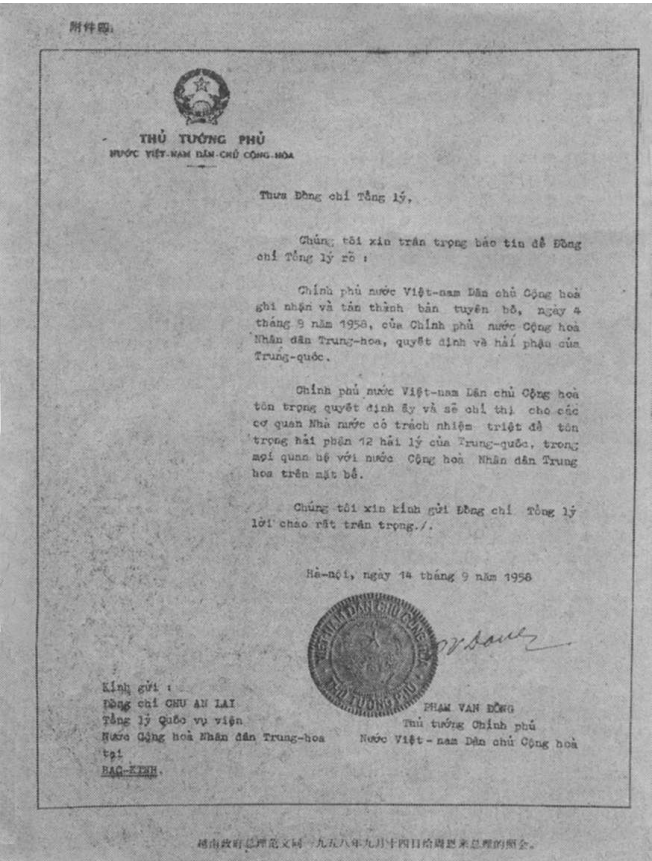 附件四:
THỦ TƯỚNG PHỦ
NƯỚC VIỆT-NAM DÂN-CHỦ CỘNG-HÒA
Thưa Đồng chí Tổng lý,
Chúng tôi xin trân trọng báo tin để Đồng
chí Tổng lý rõ :
Chính phủ nước Việt-nam Dân chủ Cộng hoà
ghi nhận và tán thành bản tuyên bố, ngày 4
tháng 9 năm 1958, của Chính phủ nước Cộng hoà
Nhân dân Trung-hoa, quyết định về hải phận của
Trung-quốc.
Chính phủ nước Việt-nam Dân chủ Cộng hoà
tôn trọng quyết định ấy và sẽ chỉ thị cho các
cơ quan Nhà nước có trách nhiệm triệt để tôn
trọng hải phận 12 hải lý của Trung-quốc, trong
mọi quan hệ với nước Cộng hoà Nhân dân Trung
hoa trên mặt bể.
Chúng tôi xin kính gửi Đồng chí Tổng lý
lời chào rất trân trọng./.
Hà-nội, ngày 14 tháng 9 năm 1958
VIỆT-NAM DÂN CHỦ CỘNG HÒA
THỦ TƯỚNG PHỦ
PV Dong
Kính gửi :
Đồng chí CHU AN LAI
Tổng lý Quốc vụ viện
Nước Cộng hoà Nhân dân Trung-hoa
tại
BẮC-KINH.
PHẠM VĂN ĐỒNG
Thủ tướng Chính phủ
Nước Việt-nam Dân chủ Cộng hoà
越南政府总理范文同一九五八年九月十四日给周恩来总理的照会。